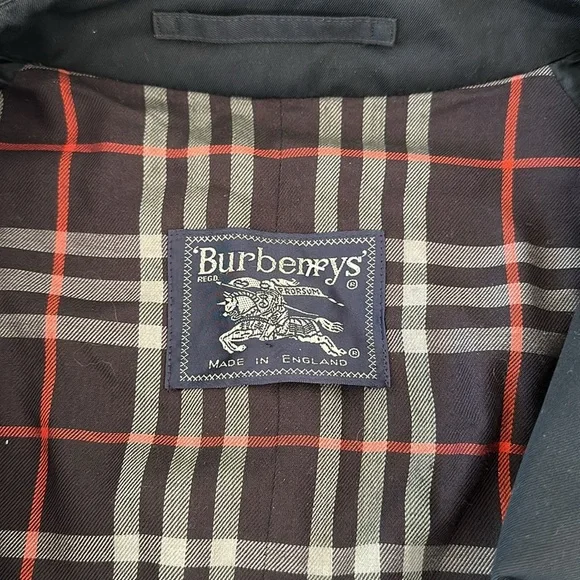 'Burberrys'
REGD. ®
PRORSUM
MADE IN ENGLAND ®